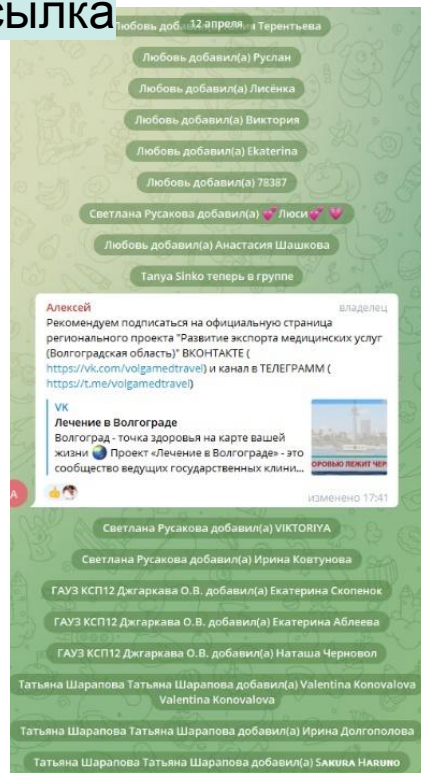 сылка
12 апреля
Любовь доб Терентьева
Любовь добавил(а) Руслан
Любовь добавил(а) Лисёнка
Любовь добавил(а) Виктория
Любовь добавил(а) Ekaterina
Любовь добавил(а) 78387
Светлана Русакова добавил(а) 💕Люси💕 💗
Любовь добавил(а) Анастасия Шашкова
Tanya Sinko теперь в группе
Алексей владелец
Рекомендуем подписаться на официальную страница
регионального проекта "Развитие экспорта медицинских услуг
(Волгоградская область)" ВКОНТАКТЕ (
https://vk.com/volgamedtravel) и канал в ТЕЛЕГРАММ (
https://t.me/volgamedtravel)
VK
Лечение в Волгограде
Волгоград - точка здоровья на карте вашей
жизни 🌍 Проект «Лечение в Волгограде» - это
сообщество ведущих государственных клини...
ОРОВЬЮ ЛЕЖИТ ЧЕР
А
👍
изменено 17:41
Светлана Русакова добавил(а) VIKTORIYA
Светлана Русакова добавил(а) Ирина Ковтунова
ГАУЗ КСП12 Джгаркава О.В. добавил(а) Екатерина Скопенок
ГАУЗ КСП12 Джгаркава О.В. добавил(а) Екатерина Аблеева
ГАУЗ КСП12 Джгаркава О.В. добавил(а) Наташа Черновол
Татьяна Шарапова Татьяна Шарапова добавил(а) Valentina Konovalova
Valentina Konovalova
Татьяна Шарапова Татьяна Шарапова добавил(а) Ирина Долгополова
Татьяна Шарапова Татьяна Шарапова добавил(а) Sᴀᴋᴜʀᴀ Hᴀʀᴜɴᴏ